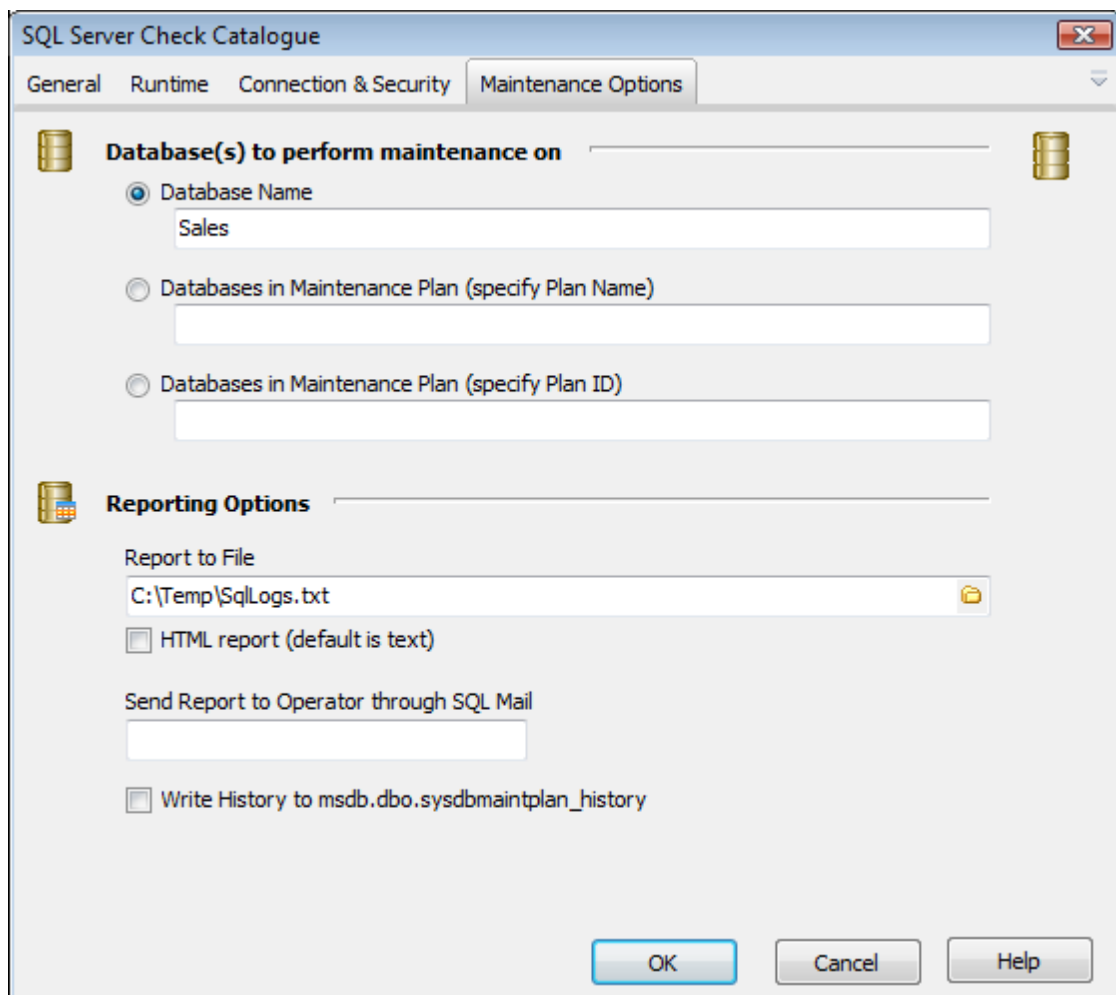 SQL Server Check Catalogue
General Runtime Connection & Security Maintenance Options
Database(s) to perform maintenance on
Database Name
Sales
Databases in Maintenance Plan (specify Plan Name)
Databases in Maintenance Plan (specify Plan ID)
Reporting Options
Report to File
C:\Temp\SqlLogs.txt
HTML report (default is text)
Send Report to Operator through SQL Mail
Write History to msdb.dbo.sysdbmaintplan_history
OK Cancel Help